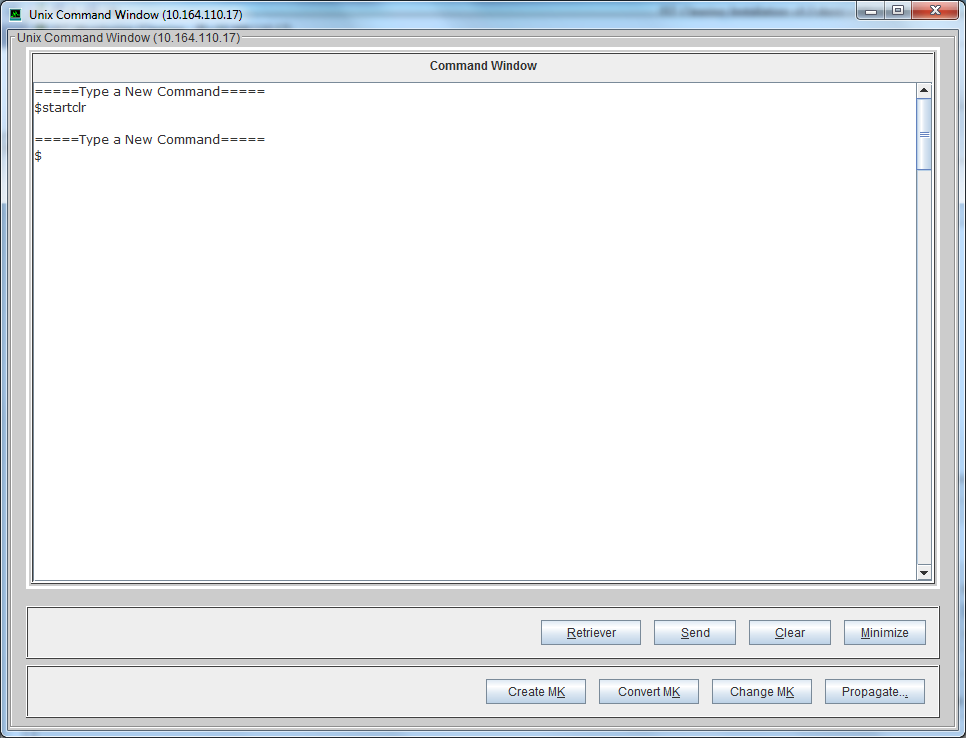 Unix Command Window (10.164.110.17)
Unix Command Window (10.164.110.17)
Command Window
=====Type a New Command=====
$startclr
=====Type a New Command=====
$
Retriever Send Clear Minimize
Create MK Convert MK Change MK Propagate...